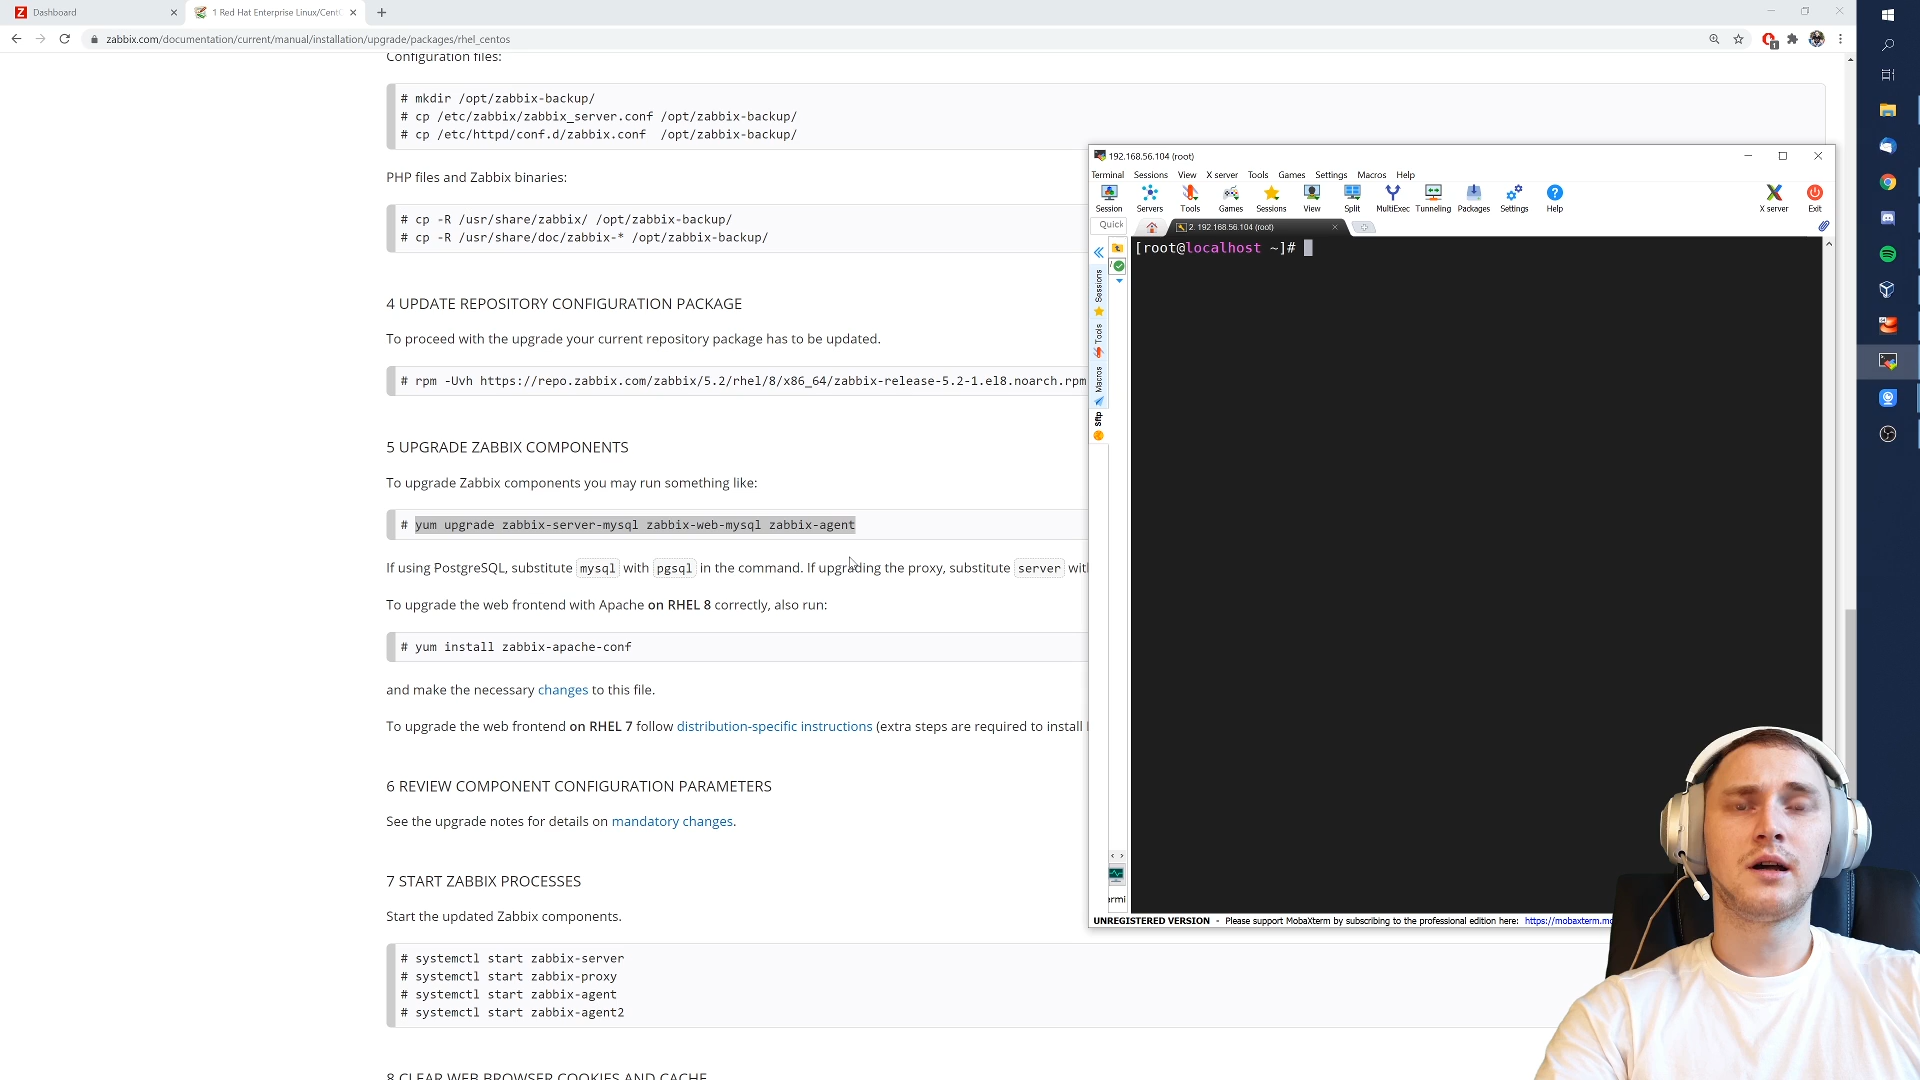 Dashboard
1 Red Hat Enterprise Linux/Cent
zabbix.com/documentation/current/manual/installation/upgrade/packages/rhel_centos
Configuration files:
# mkdir /opt/zabbix-backup/
# cp /etc/zabbix/zabbix_server.conf /opt/zabbix-backup/
# cp /etc/httpd/conf.d/zabbix.conf  /opt/zabbix-backup/
PHP files and Zabbix binaries:
# cp -R /usr/share/zabbix/ /opt/zabbix-backup/
# cp -R /usr/share/doc/zabbix-* /opt/zabbix-backup/
4 UPDATE REPOSITORY CONFIGURATION PACKAGE
To proceed with the upgrade your current repository package has to be updated.
# rpm -Uvh https://repo.zabbix.com/zabbix/5.2/rhel/8/x86_64/zabbix-release-5.2-1.el8.noarch.rpm
5 UPGRADE ZABBIX COMPONENTS
To upgrade Zabbix components you may run something like:
# yum upgrade zabbix-server-mysql zabbix-web-mysql zabbix-agent
If using PostgreSQL, substitute mysql with pgsql in the command. If upgrading the proxy, substitute server wit
To upgrade the web frontend with Apache on RHEL 8 correctly, also run:
# yum install zabbix-apache-conf
and make the necessary changes to this file.
To upgrade the web frontend on RHEL 7 follow distribution-specific instructions (extra steps are required to install
6 REVIEW COMPONENT CONFIGURATION PARAMETERS
See the upgrade notes for details on mandatory changes.
7 START ZABBIX PROCESSES
Start the updated Zabbix components.
# systemctl start zabbix-server
# systemctl start zabbix-proxy
# systemctl start zabbix-agent
# systemctl start zabbix-agent2
8 CLEAR WEB BROWSER COOKIES AND CACHE
192.168.56.104 (root)
Terminal Sessions View X server Tools Games Settings Macros Help
Session Servers Tools Games Sessions View Split MultiExec Tunneling Packages Settings Help X server Exit
Quick
2. 192.168.56.104 (root)
[root@localhost ~]#
Sessions
Tools
Macros
Sftp
UNREGISTERED VERSION - Please support MobaXterm by subscribing to the professional edition here: https://mobaxterm.mo